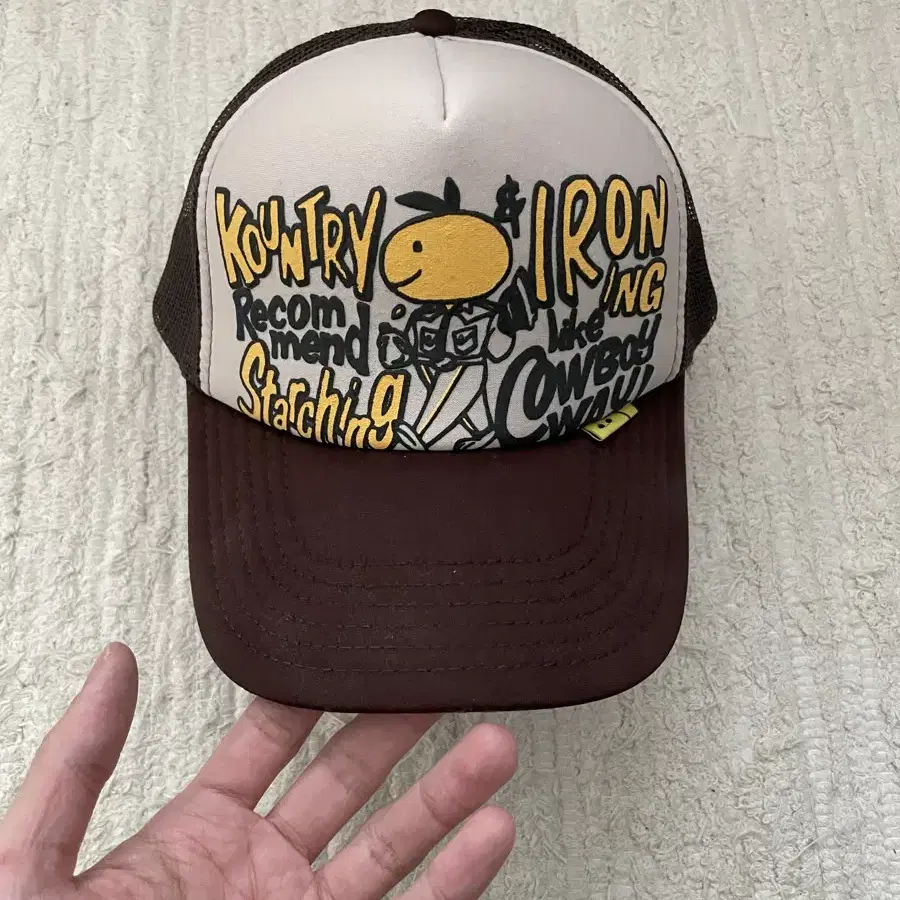 KOUNTRY
& IRON
ING
Recom
mend
like
Starching
COWBOY
WAY!!